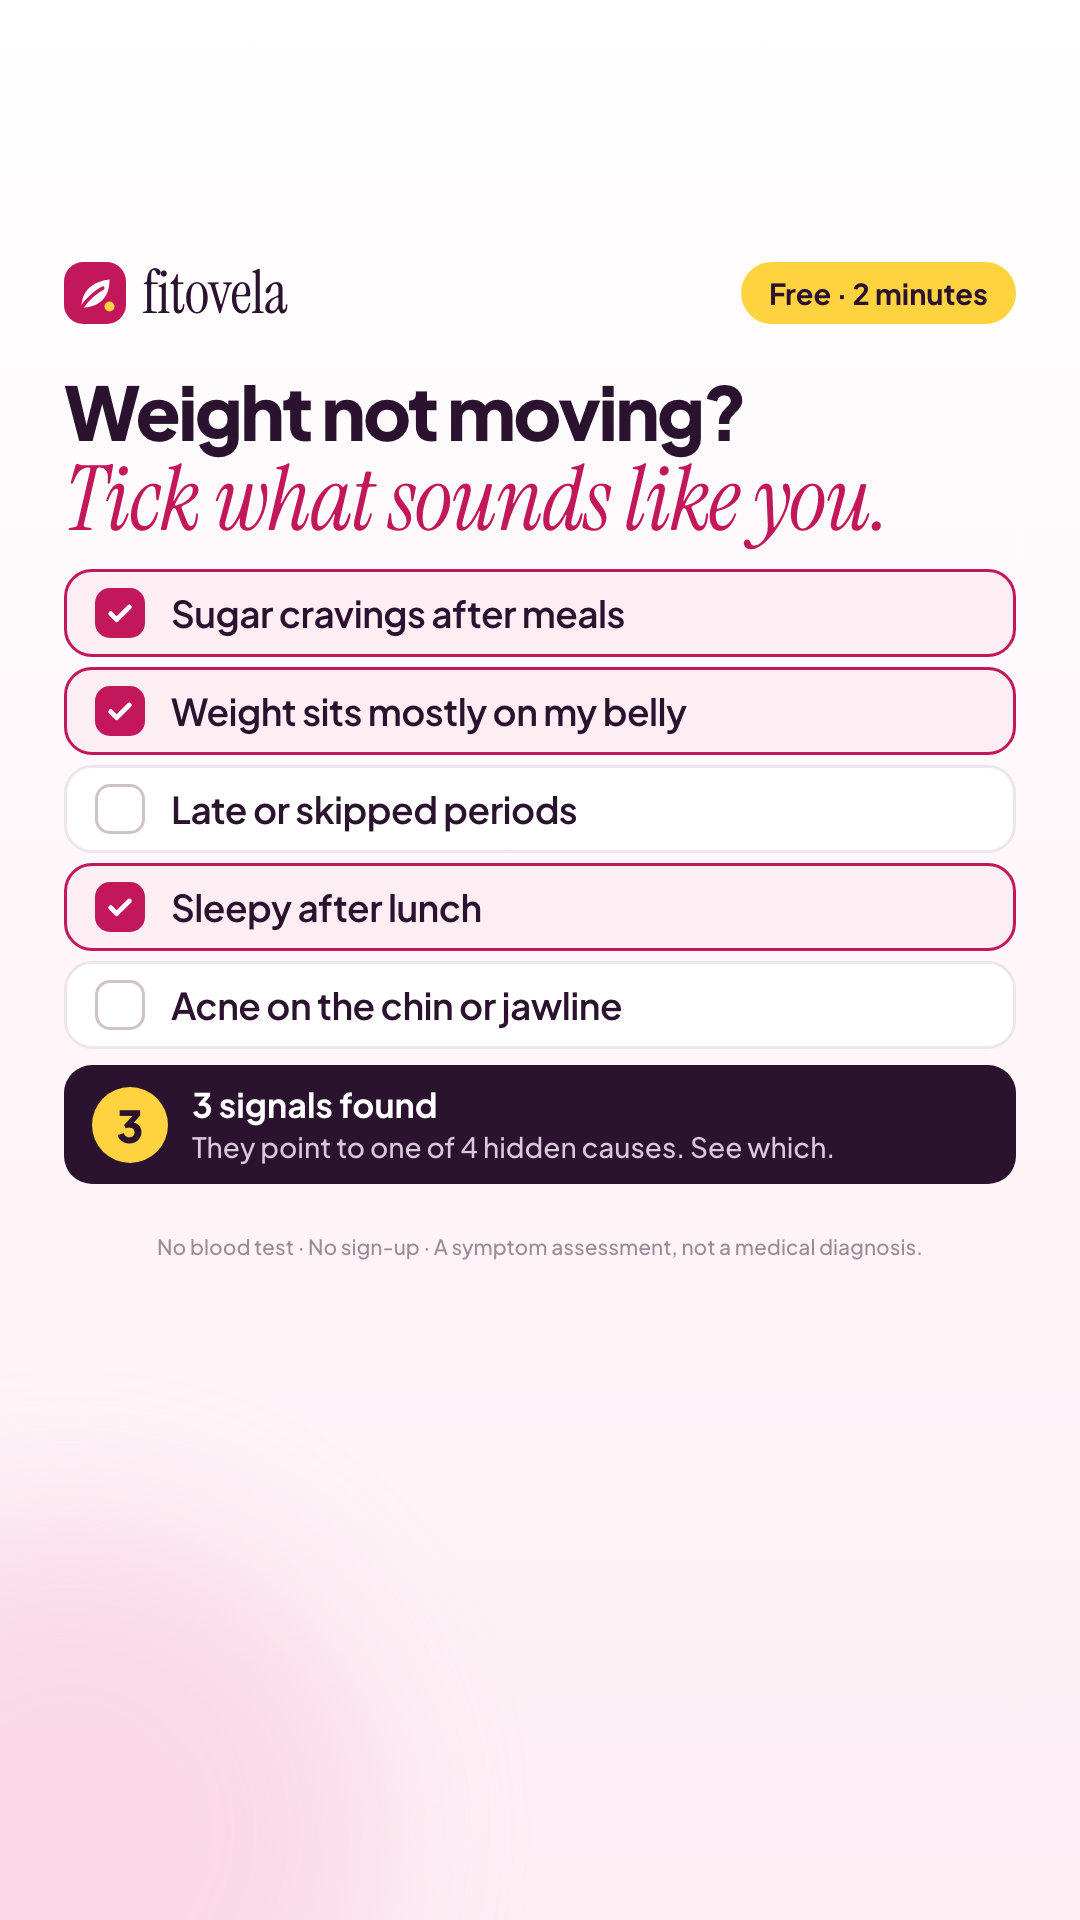 fitovela
Free · 2 minutes
Weight not moving?
Tick what sounds like you.
Sugar cravings after meals
Weight sits mostly on my belly
Late or skipped periods
Sleepy after lunch
Acne on the chin or jawline
3
3 signals found
They point to one of 4 hidden causes. See which.
No blood test · No sign-up · A symptom assessment, not a medical diagnosis.